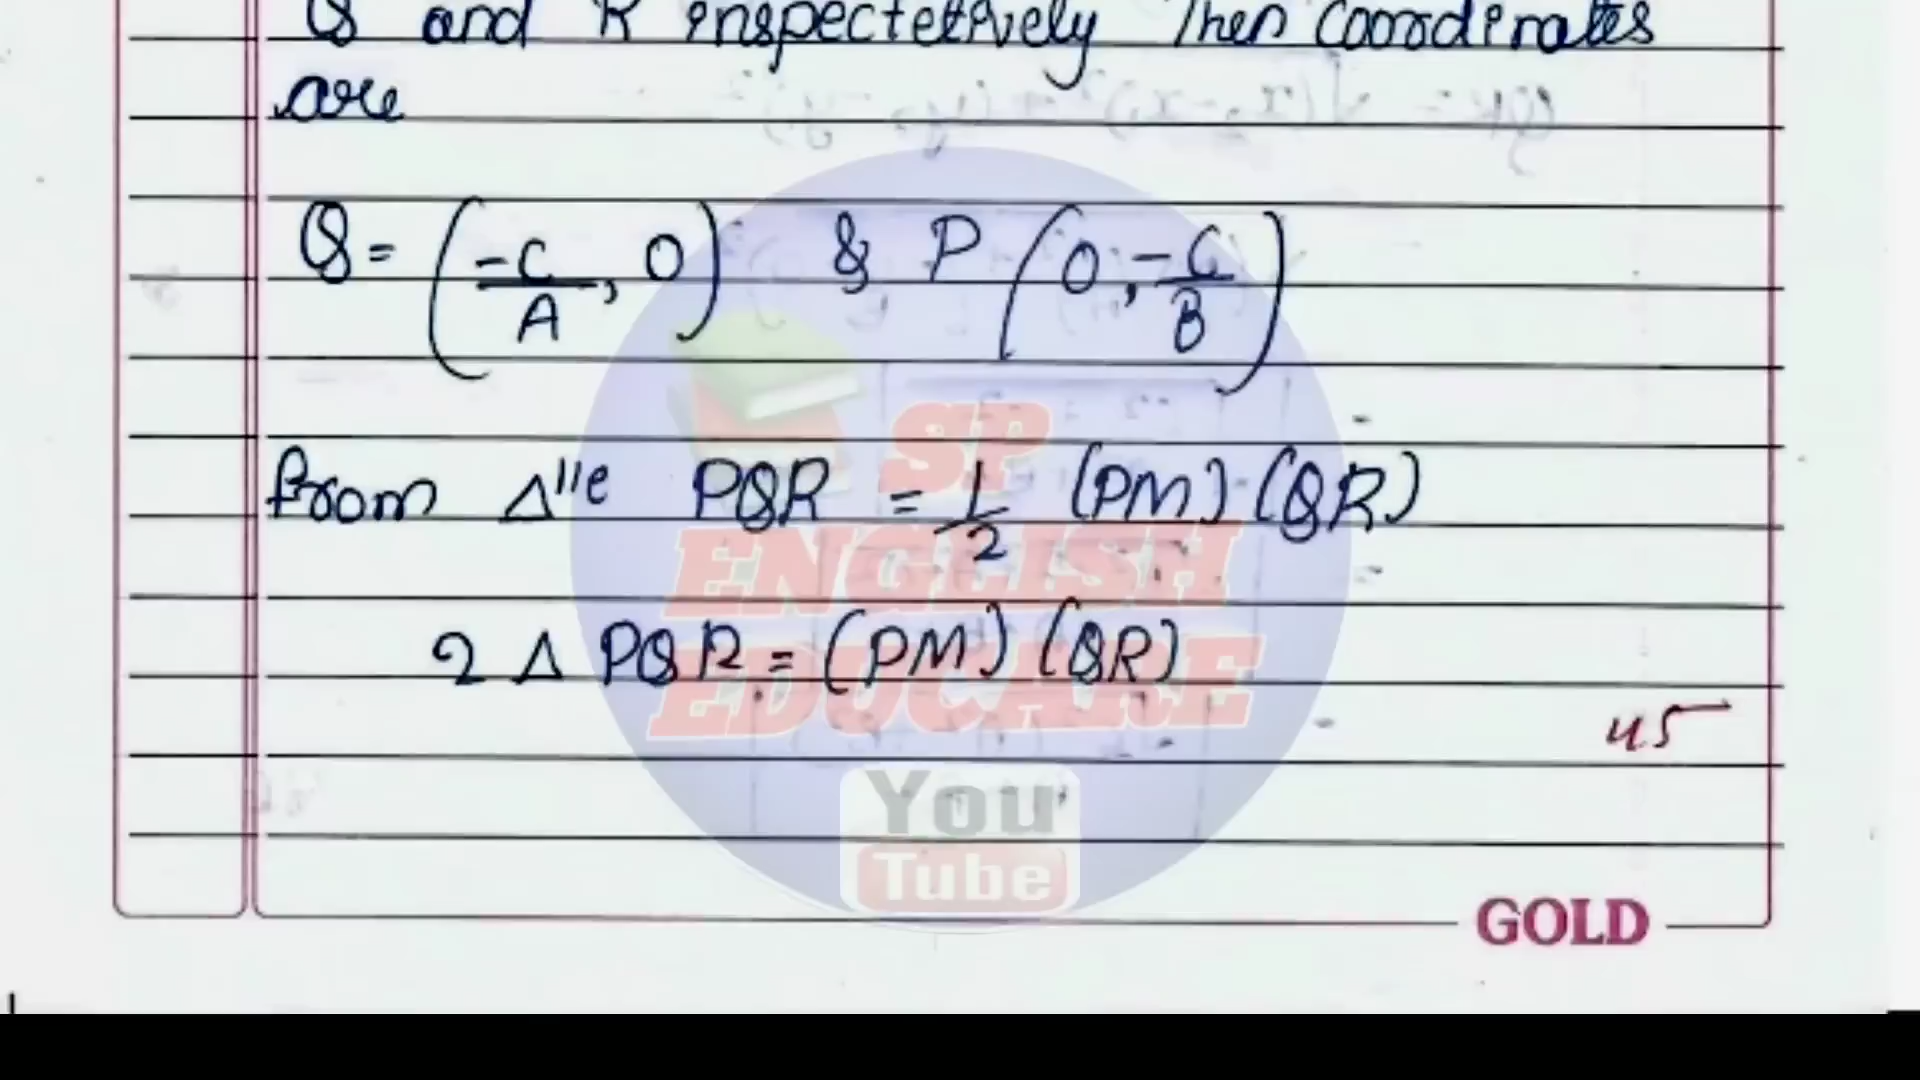 Q and R inspectetively Then Coordinates
are
Q = (-C/A, 0) & P (0, -C/B)
from Δ"le PQR = 1/2 (PM) (QR)
2 Δ PQR = (PM) (QR)
45
SP
ENGLISH
EDUCARE
You
Tube
GOLD